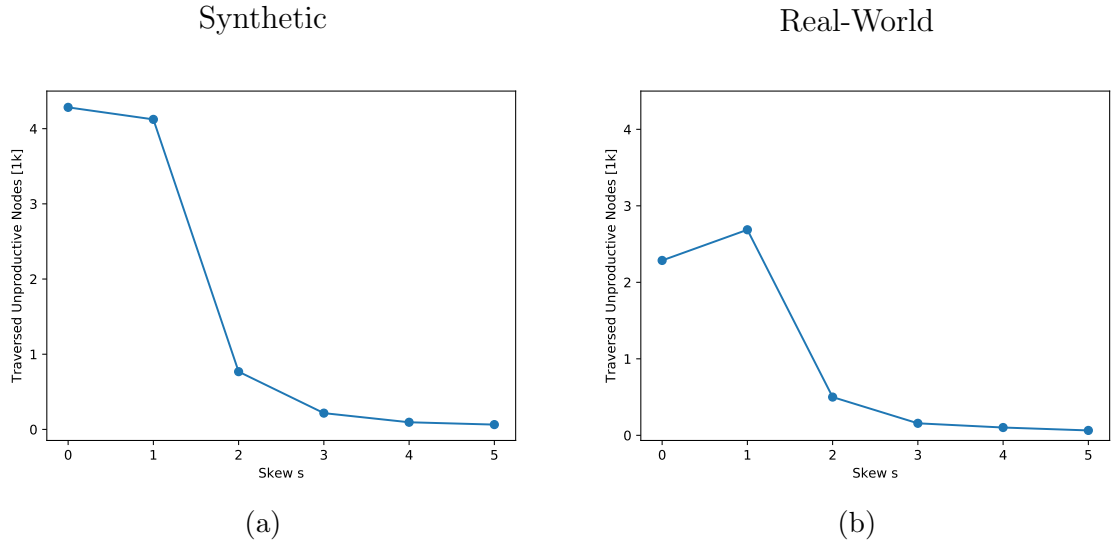 Synthetic
Traversed Unproductive Nodes [1k]
4
3
2
1
0
0 1 2 3 4 5
Skew s
(a)
Real-World
Traversed Unproductive Nodes [1k]
4
3
2
1
0
0 1 2 3 4 5
Skew s
(b)